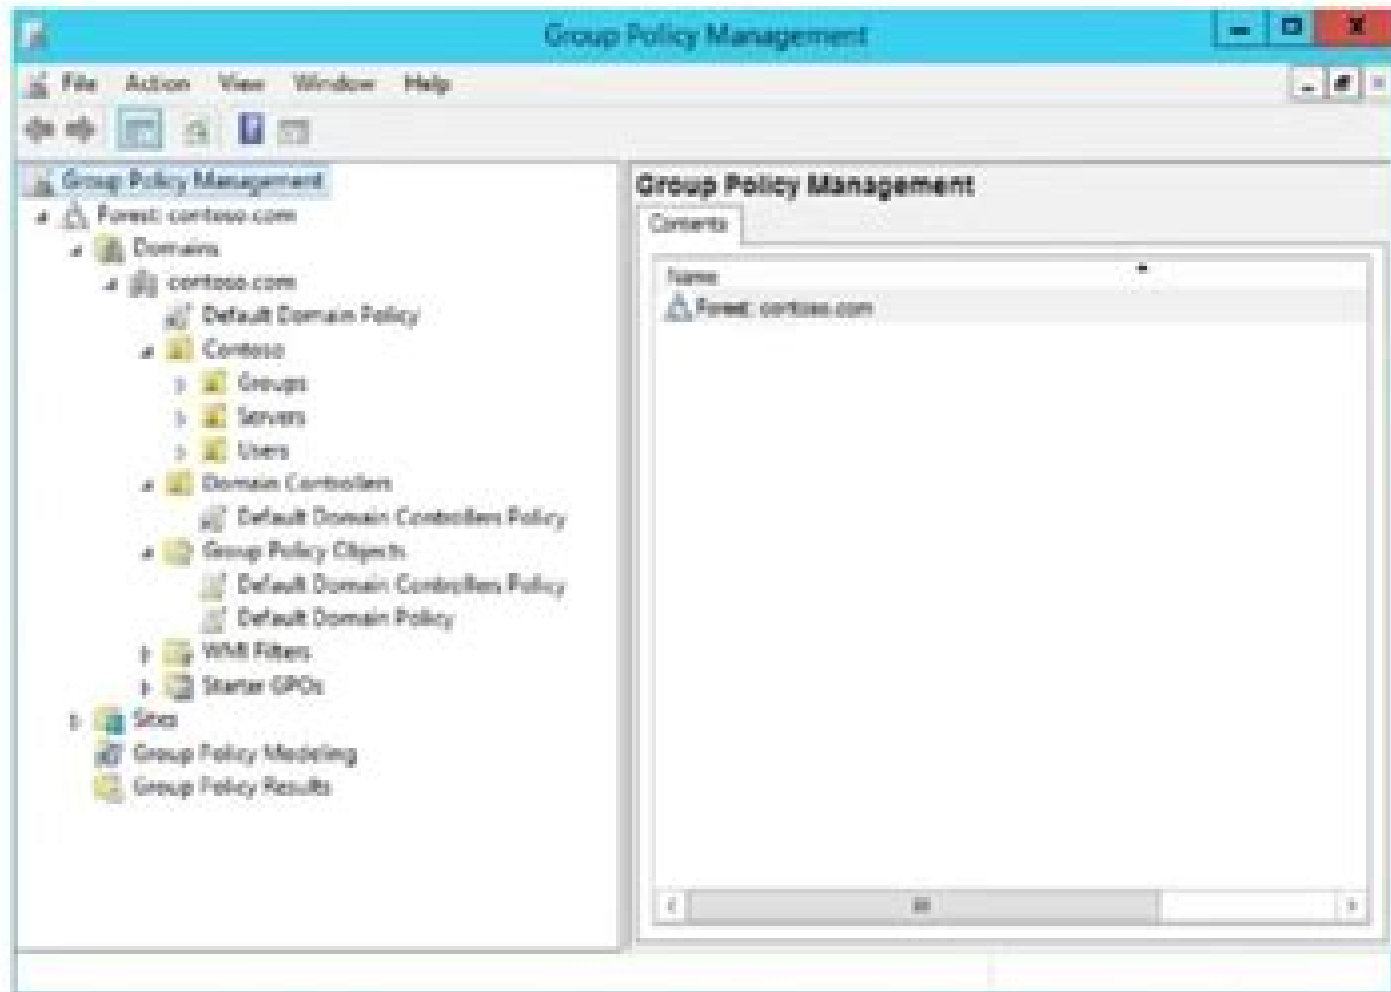 Group Policy Management
File Action View Window Help
Group Policy Management
Forest: contoso.com
Domains
contoso.com
Default Domain Policy
Contoso
Groups
Servers
Users
Domain Controllers
Default Domain Controllers Policy
Group Policy Objects
Default Domain Controllers Policy
Default Domain Policy
WMI Filters
Starter GPOs
Sites
Group Policy Modeling
Group Policy Results
Group Policy Management
Contents
Name
Forest: contoso.com